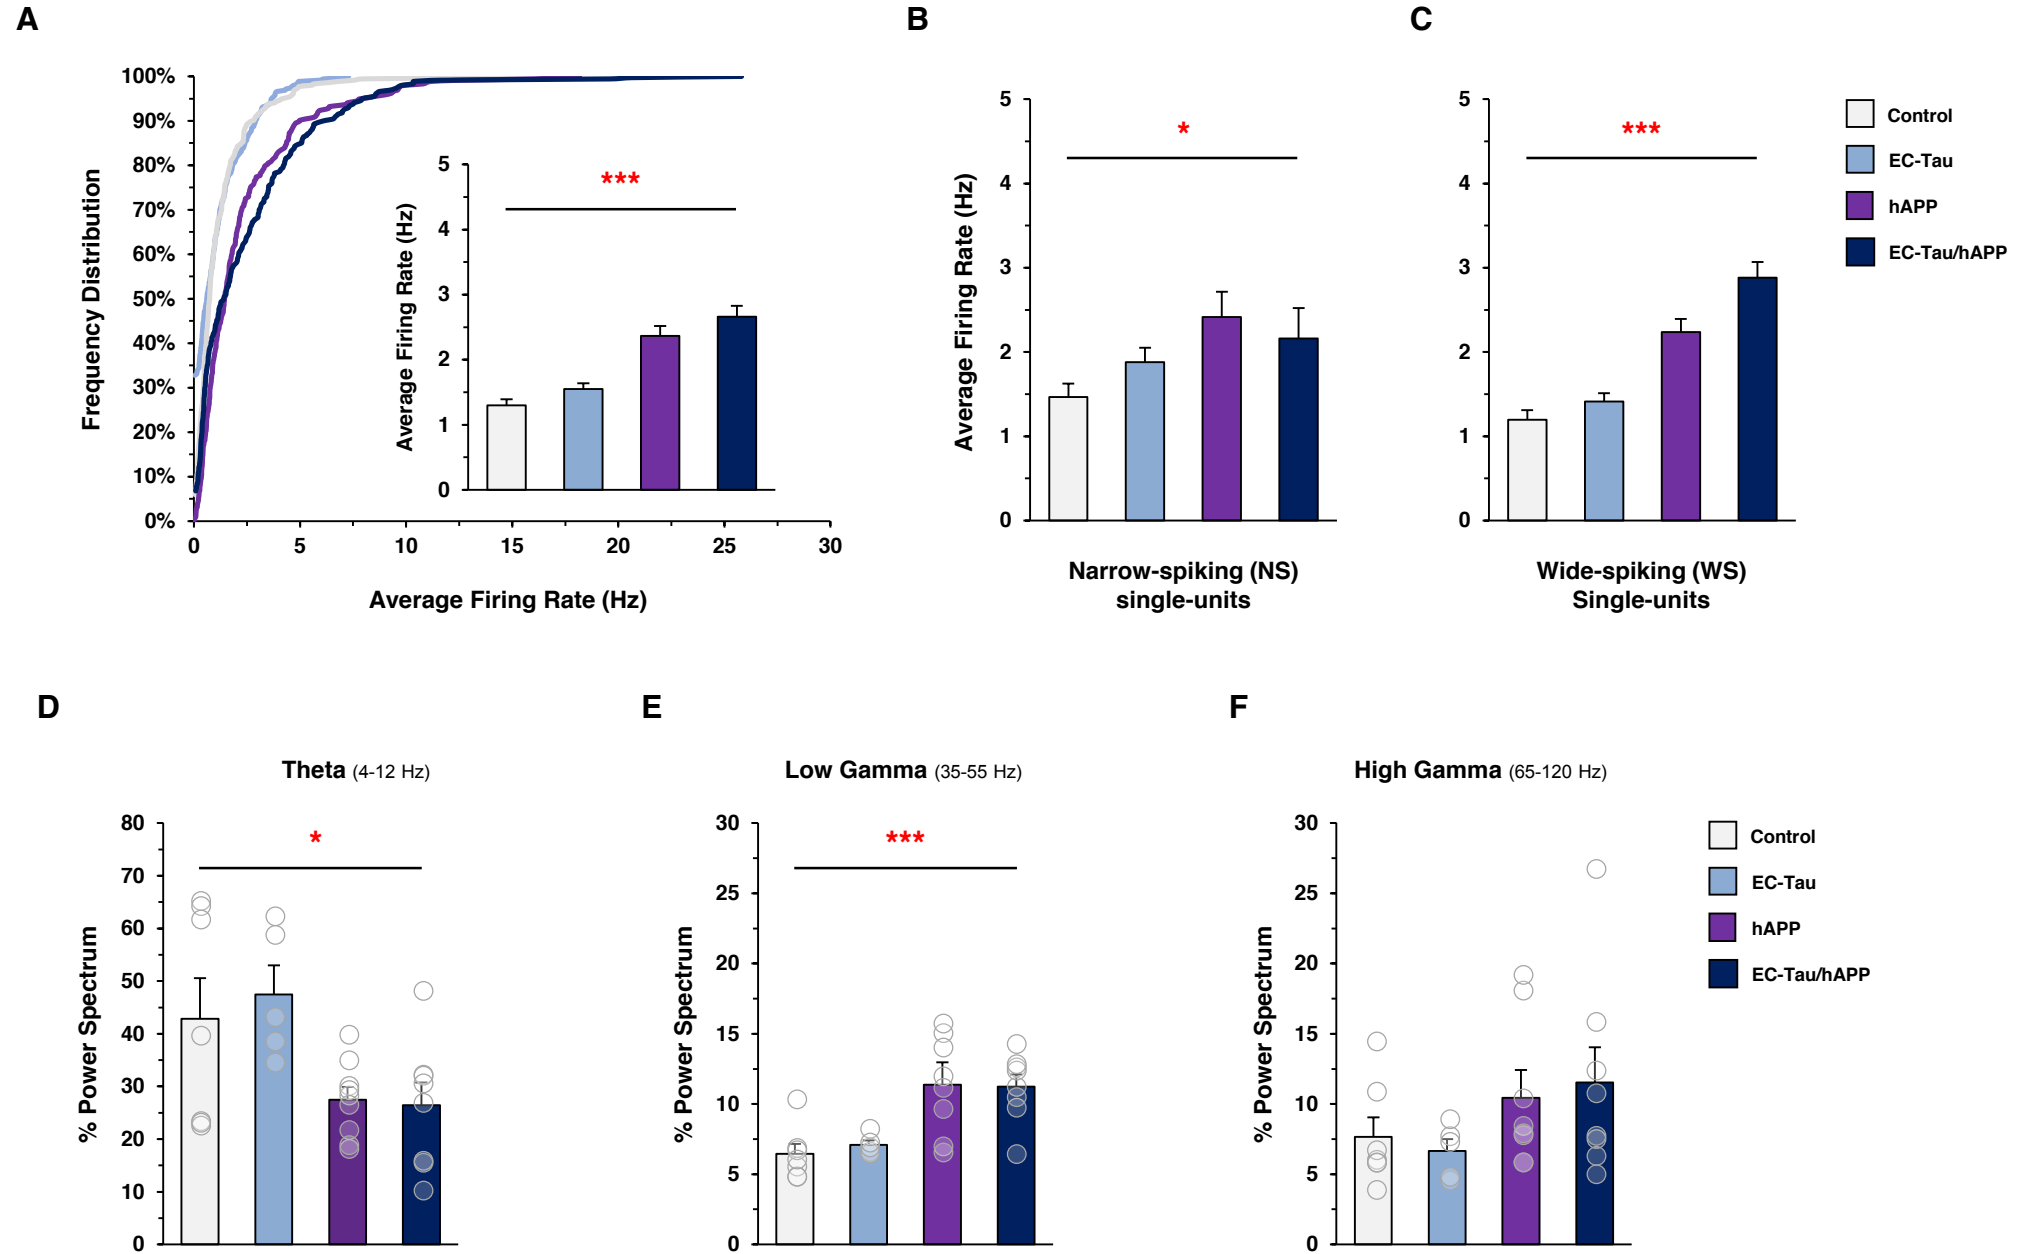 A
B
C
100%
90%
80%
70%
60%
50%
40%
30%
20%
10%
0%
Frequency Distribution
0
5
10
15
20
25
30
Average Firing Rate (Hz)
5
4
3
2
1
0
Average Firing Rate (Hz)
***
5
4
3
2
1
0
Average Firing Rate (Hz)
*
Narrow-spiking (NS)
single-units
5
4
3
2
1
0
***
Wide-spiking (WS)
Single-units
Control
EC-Tau
hAPP
EC-Tau/hAPP
D
E
F
Theta (4-12 Hz)
80
70
60
50
40
30
20
10
0
% Power Spectrum
*
Low Gamma (35-55 Hz)
30
25
20
15
10
5
0
% Power Spectrum
***
High Gamma (65-120 Hz)
30
25
20
15
10
5
0
% Power Spectrum
Control
EC-Tau
hAPP
EC-Tau/hAPP